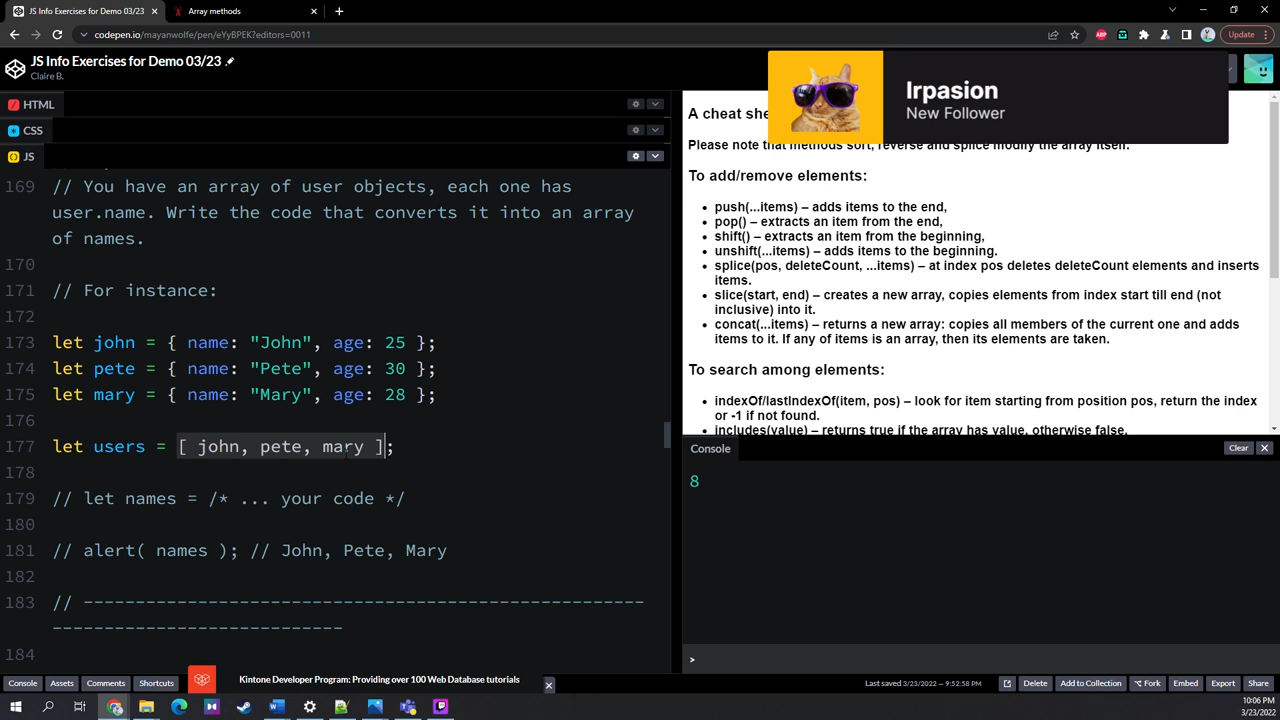 JS Info Exercises for Demo 03/23
Array methods
codepen.io/mayanwolfe/pen/eYyBPEK?editors=0011
ABP
Update
JS Info Exercises for Demo 03/23
Claire B.
Irpasion
New Follower
HTML
CSS
JS
169 // You have an array of user objects, each one has
user.name. Write the code that converts it into an array
of names.
170
171 // For instance:
172
173 let john = { name: "John", age: 25 };
174 let pete = { name: "Pete", age: 30 };
175 let mary = { name: "Mary", age: 28 };
176
177 let users = [ john, pete, mary ];
178
179 // let names = /* ... your code */
180
181 // alert( names ); // John, Pete, Mary
182
183 // ------------------------------------------------------
----------------------------
184
A cheat she
Please note that methods sort, reverse and splice modify the array itself.
To add/remove elements:
• push(...items) – adds items to the end,
• pop() – extracts an item from the end,
• shift() – extracts an item from the beginning,
• unshift(...items) – adds items to the beginning.
• splice(pos, deleteCount, ...items) – at index pos deletes deleteCount elements and inserts
items.
• slice(start, end) – creates a new array, copies elements from index start till end (not
inclusive) into it.
• concat(...items) – returns a new array: copies all members of the current one and adds
items to it. If any of items is an array, then its elements are taken.
To search among elements:
• indexOf/lastIndexOf(item, pos) – look for item starting from position pos, return the index
or -1 if not found.
• includes(value) – returns true if the array has value, otherwise false.
Console
Clear
8
>
Console
Assets
Comments
Shortcuts
Kintone Developer Program: Providing over 100 Web Database tutorials
Last saved 3/23/2022 — 9:52:58 PM
Delete
Add to Collection
Fork
Embed
Export
Share
10:06 PM
3/23/2022